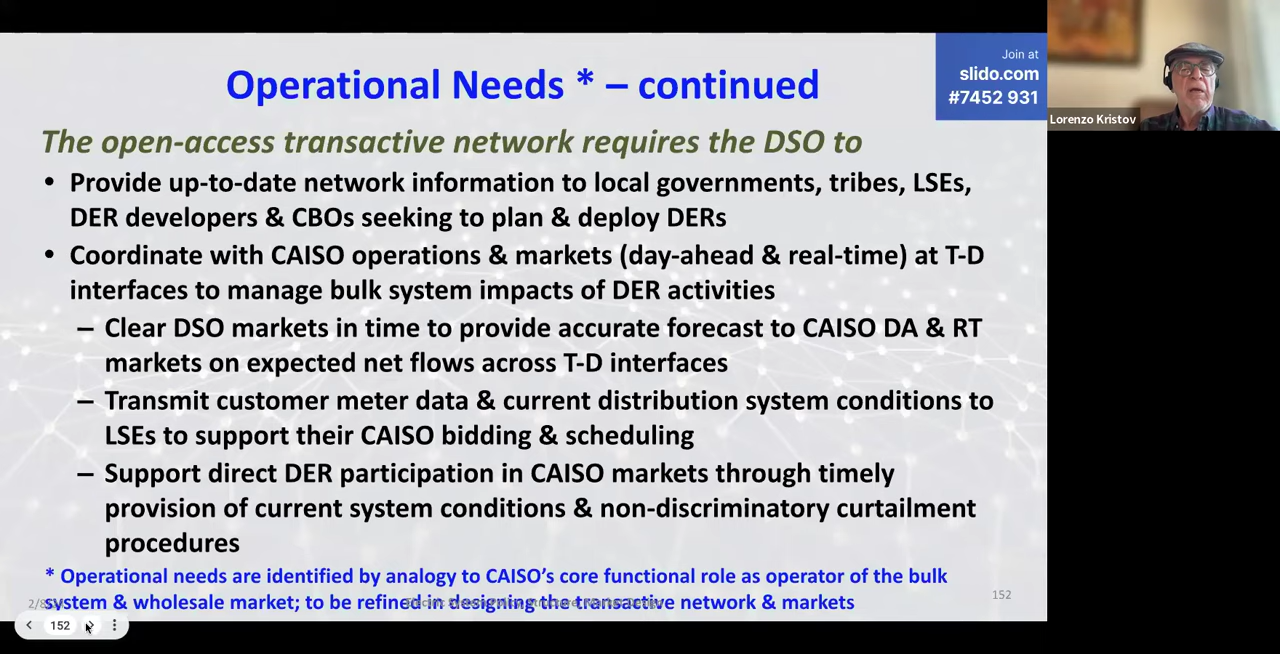 Operational Needs * – continued
Join at
slido.com
#7452 931
Lorenzo Kristov
The open-access transactive network requires the DSO to
• Provide up-to-date network information to local governments, tribes, LSEs,
DER developers & CBOs seeking to plan & deploy DERs
• Coordinate with CAISO operations & markets (day-ahead & real-time) at T-D
interfaces to manage bulk system impacts of DER activities
– Clear DSO markets in time to provide accurate forecast to CAISO DA & RT
markets on expected net flows across T-D interfaces
– Transmit customer meter data & current distribution system conditions to
LSEs to support their CAISO bidding & scheduling
– Support direct DER participation in CAISO markets through timely
provision of current system conditions & non-discriminatory curtailment
procedures
* Operational needs are identified by analogy to CAISO's core functional role as operator of the bulk
system & wholesale market; to be refined in designing the transactive network & markets
152
152